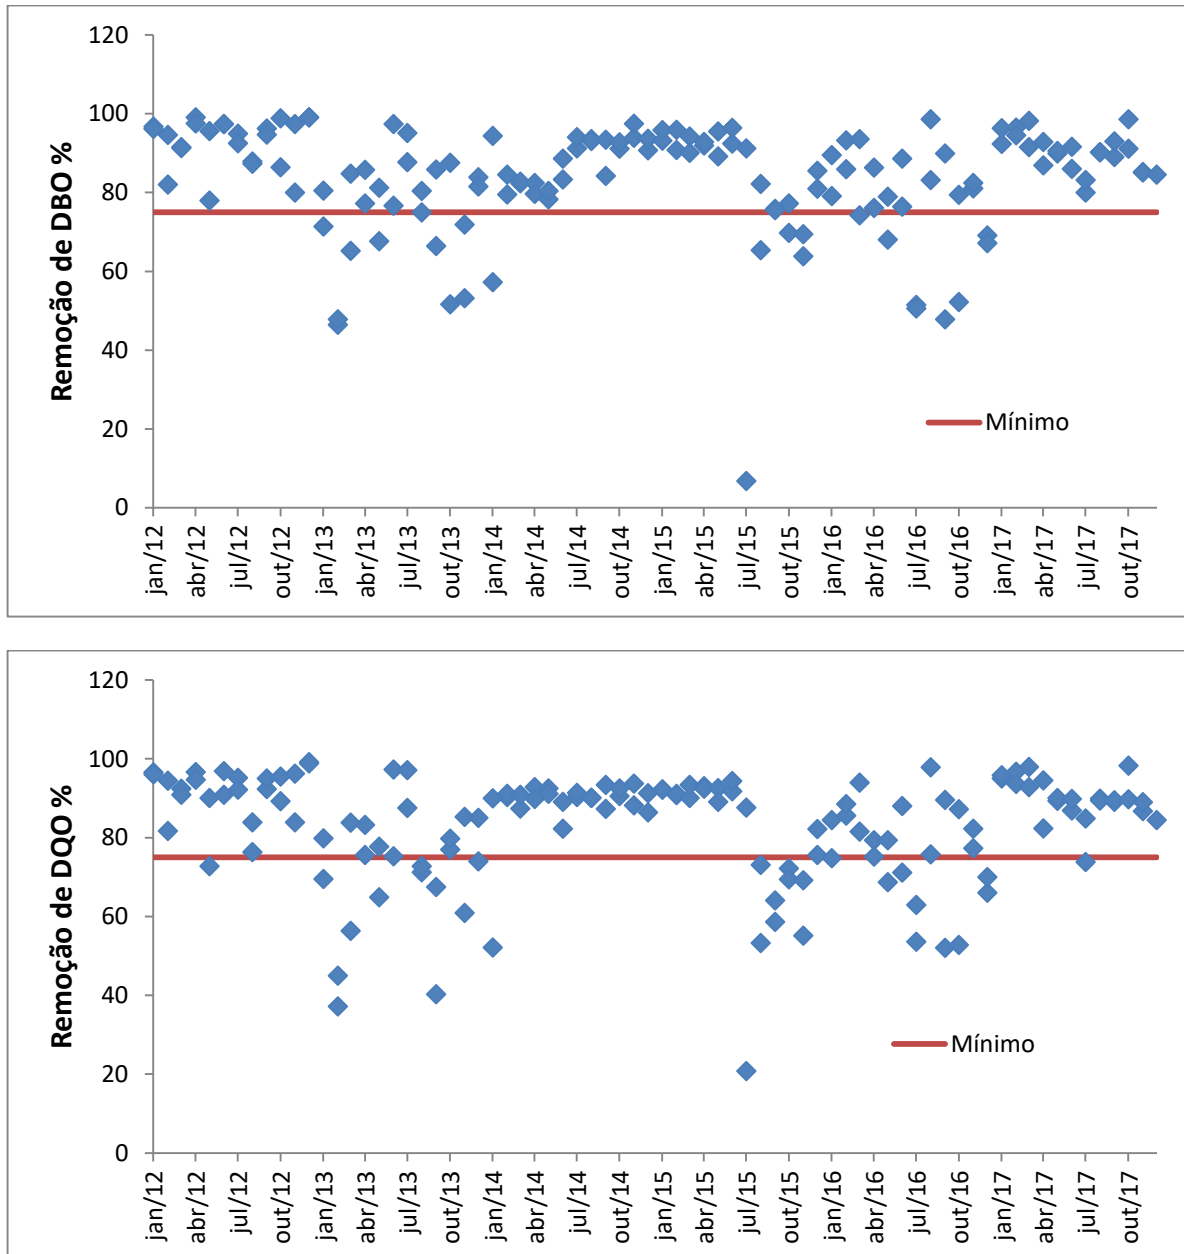 Remoção de DBO %
120
100
80
60
40
20
0
Mínimo
jan/12
abr/12
jul/12
out/12
jan/13
abr/13
jul/13
out/13
jan/14
abr/14
jul/14
out/14
jan/15
abr/15
jul/15
out/15
jan/16
abr/16
jul/16
out/16
jan/17
abr/17
jul/17
out/17
Remoção de DQO %
120
100
80
60
40
20
0
Mínimo
jan/12
abr/12
jul/12
out/12
jan/13
abr/13
jul/13
out/13
jan/14
abr/14
jul/14
out/14
jan/15
abr/15
jul/15
out/15
jan/16
abr/16
jul/16
out/16
jan/17
abr/17
jul/17
out/17